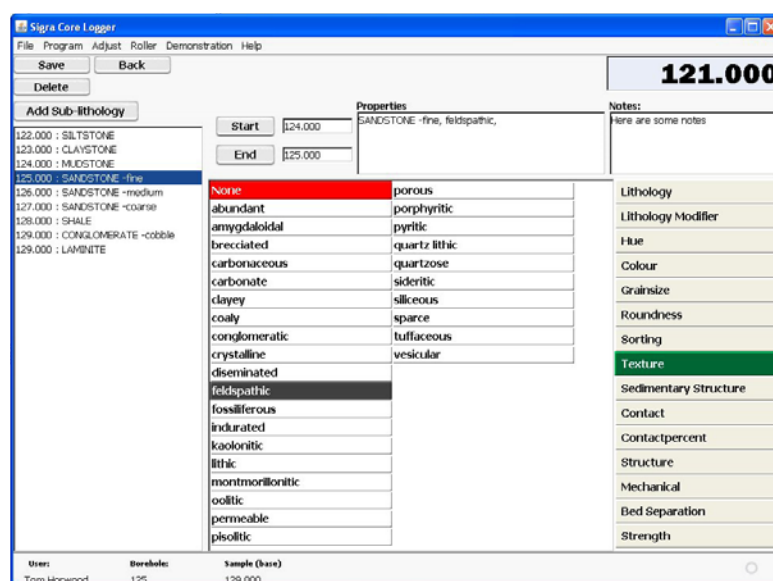 Sigra Core Logger
File Program Adjust Roller Demonstration Help
Save Back
Delete
121.000
Add Sub-lithology
Properties
Notes:
Start 124.000
End 125.000
SANDSTONE -fine, feldspathic,
Here are some notes
122.000 : SILTSTONE
123.000 : CLAYSTONE
124.000 : MUDSTONE
125.000 : SANDSTONE -fine
126.000 : SANDSTONE -medium
127.000 : SANDSTONE -coarse
128.000 : SHALE
129.000 : CONGLOMERATE -cobble
129.000 : LAMINITE
None
abundant
amygdaloidal
brecciated
carbonaceous
carbonate
clayey
coaly
conglomeratic
crystalline
diseminated
feldspathic
fossiliferous
indurated
kaolonitic
lithic
montmorillonitic
oolitic
permeable
pisolitic
porous
porphyritic
pyritic
quartz lithic
quartzose
sideritic
siliceous
sparce
tuffaceous
vesicular
Lithology
Lithology Modifier
Hue
Colour
Grainsize
Roundness
Sorting
Texture
Sedimentary Structure
Contact
Contactpercent
Structure
Mechanical
Bed Separation
Strength
User: Borehole: Sample (base)
Tom Horwood 125 129.000